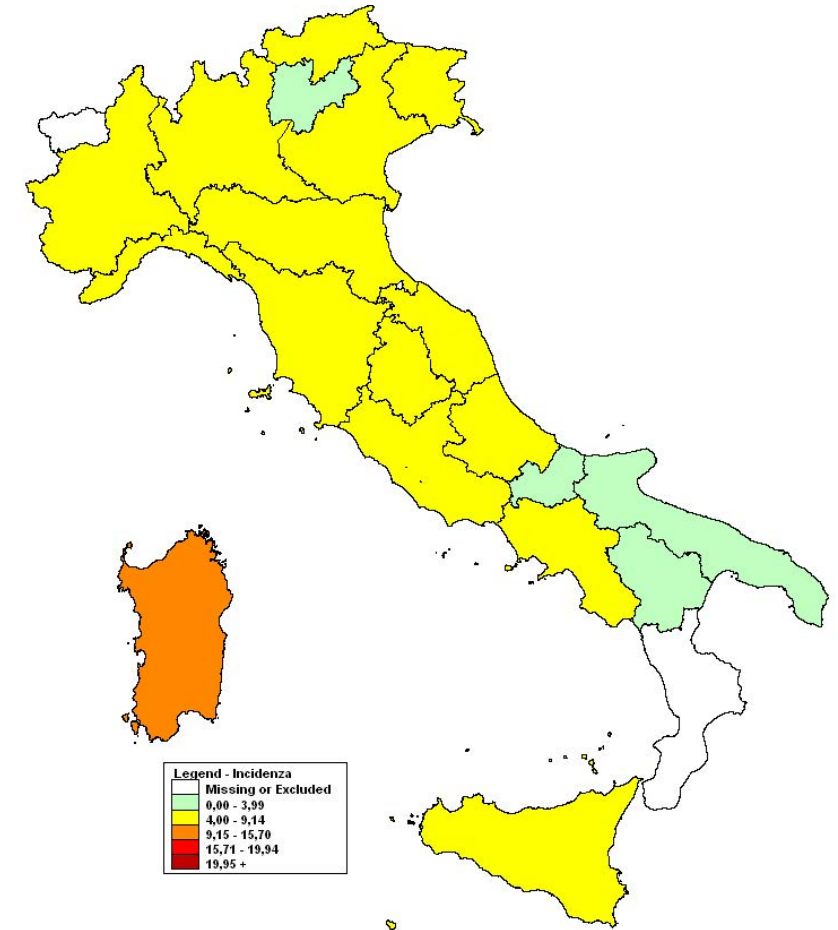 Legend - Incidenza
Missing or Excluded
0,00 - 3,99
4,00 - 9,14
9,15 - 15,70
15,71 - 19,94
19,95 +